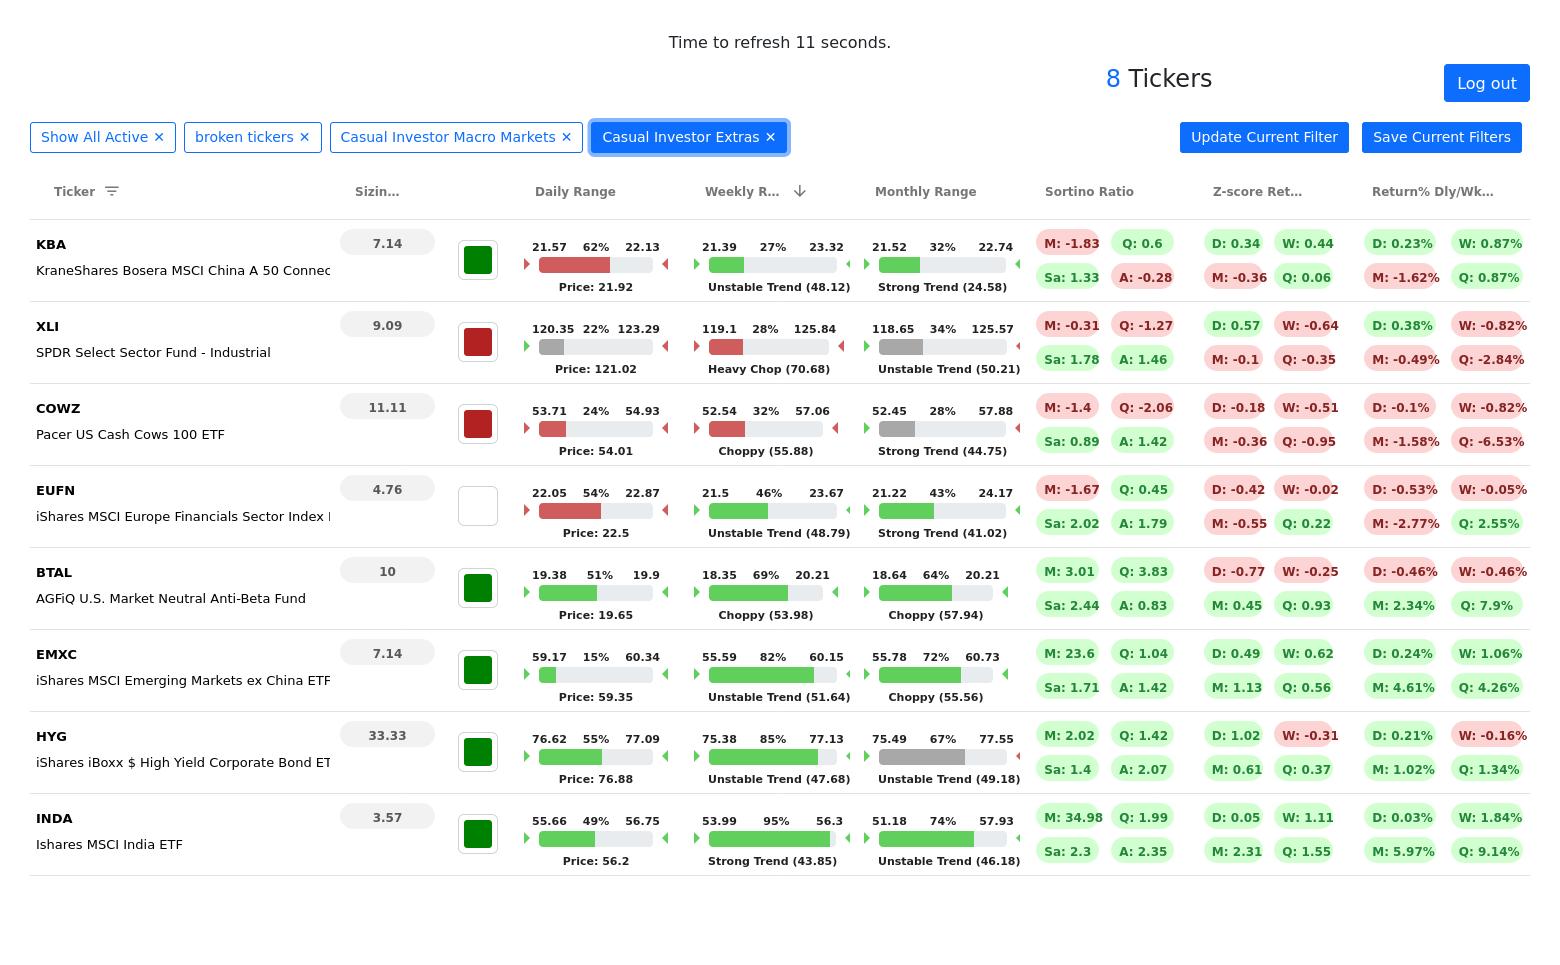 Time to refresh 11 seconds.
8 Tickers
Log out
Show All Active ✕ broken tickers ✕ Casual Investor Macro Markets ✕ Casual Investor Extras ✕ Update Current Filter Save Current Filters
Ticker Sizin… Daily Range Weekly R… Monthly Range Sortino Ratio Z-score Ret… Return% Dly/Wk…
KBA 7.14 21.57 62% 22.13 21.39 27% 23.32 21.52 32% 22.74 M: -1.83 Q: 0.6 D: 0.34 W: 0.44 D: 0.23% W: 0.87%
KraneShares Bosera MSCI China A 50 Connec Sa: 1.33 A: -0.28 M: -0.36 Q: 0.06 M: -1.62% Q: 0.87%
Price: 21.92 Unstable Trend (48.12) Strong Trend (24.58)
XLI 9.09 120.35 22% 123.29 119.1 28% 125.84 118.65 34% 125.57 M: -0.31 Q: -1.27 D: 0.57 W: -0.64 D: 0.38% W: -0.82%
SPDR Select Sector Fund - Industrial Sa: 1.78 A: 1.46 M: -0.1 Q: -0.35 M: -0.49% Q: -2.84%
Price: 121.02 Heavy Chop (70.68) Unstable Trend (50.21)
COWZ 11.11 53.71 24% 54.93 52.54 32% 57.06 52.45 28% 57.88 M: -1.4 Q: -2.06 D: -0.18 W: -0.51 D: -0.1% W: -0.82%
Pacer US Cash Cows 100 ETF Sa: 0.89 A: 1.42 M: -0.36 Q: -0.95 M: -1.58% Q: -6.53%
Price: 54.01 Choppy (55.88) Strong Trend (44.75)
EUFN 4.76 22.05 54% 22.87 21.5 46% 23.67 21.22 43% 24.17 M: -1.67 Q: 0.45 D: -0.42 W: -0.02 D: -0.53% W: -0.05%
iShares MSCI Europe Financials Sector Index Sa: 2.02 A: 1.79 M: -0.55 Q: 0.22 M: -2.77% Q: 2.55%
Price: 22.5 Unstable Trend (48.79) Strong Trend (41.02)
BTAL 10 19.38 51% 19.9 18.35 69% 20.21 18.64 64% 20.21 M: 3.01 Q: 3.83 D: -0.77 W: -0.25 D: -0.46% W: -0.46%
AGFiQ U.S. Market Neutral Anti-Beta Fund Sa: 2.44 A: 0.83 M: 0.45 Q: 0.93 M: 2.34% Q: 7.9%
Price: 19.65 Choppy (53.98) Choppy (57.94)
EMXC 7.14 59.17 15% 60.34 55.59 82% 60.15 55.78 72% 60.73 M: 23.6 Q: 1.04 D: 0.49 W: 0.62 D: 0.24% W: 1.06%
iShares MSCI Emerging Markets ex China ETF Sa: 1.71 A: 1.42 M: 1.13 Q: 0.56 M: 4.61% Q: 4.26%
Price: 59.35 Unstable Trend (51.64) Choppy (55.56)
HYG 33.33 76.62 55% 77.09 75.38 85% 77.13 75.49 67% 77.55 M: 2.02 Q: 1.42 D: 1.02 W: -0.31 D: 0.21% W: -0.16%
iShares iBoxx $ High Yield Corporate Bond ET Sa: 1.4 A: 2.07 M: 0.61 Q: 0.37 M: 1.02% Q: 1.34%
Price: 76.88 Unstable Trend (47.68) Unstable Trend (49.18)
INDA 3.57 55.66 49% 56.75 53.99 95% 56.3 51.18 74% 57.93 M: 34.98 Q: 1.99 D: 0.05 W: 1.11 D: 0.03% W: 1.84%
Ishares MSCI India ETF Sa: 2.3 A: 2.35 M: 2.31 Q: 1.55 M: 5.97% Q: 9.14%
Price: 56.2 Strong Trend (43.85) Unstable Trend (46.18)